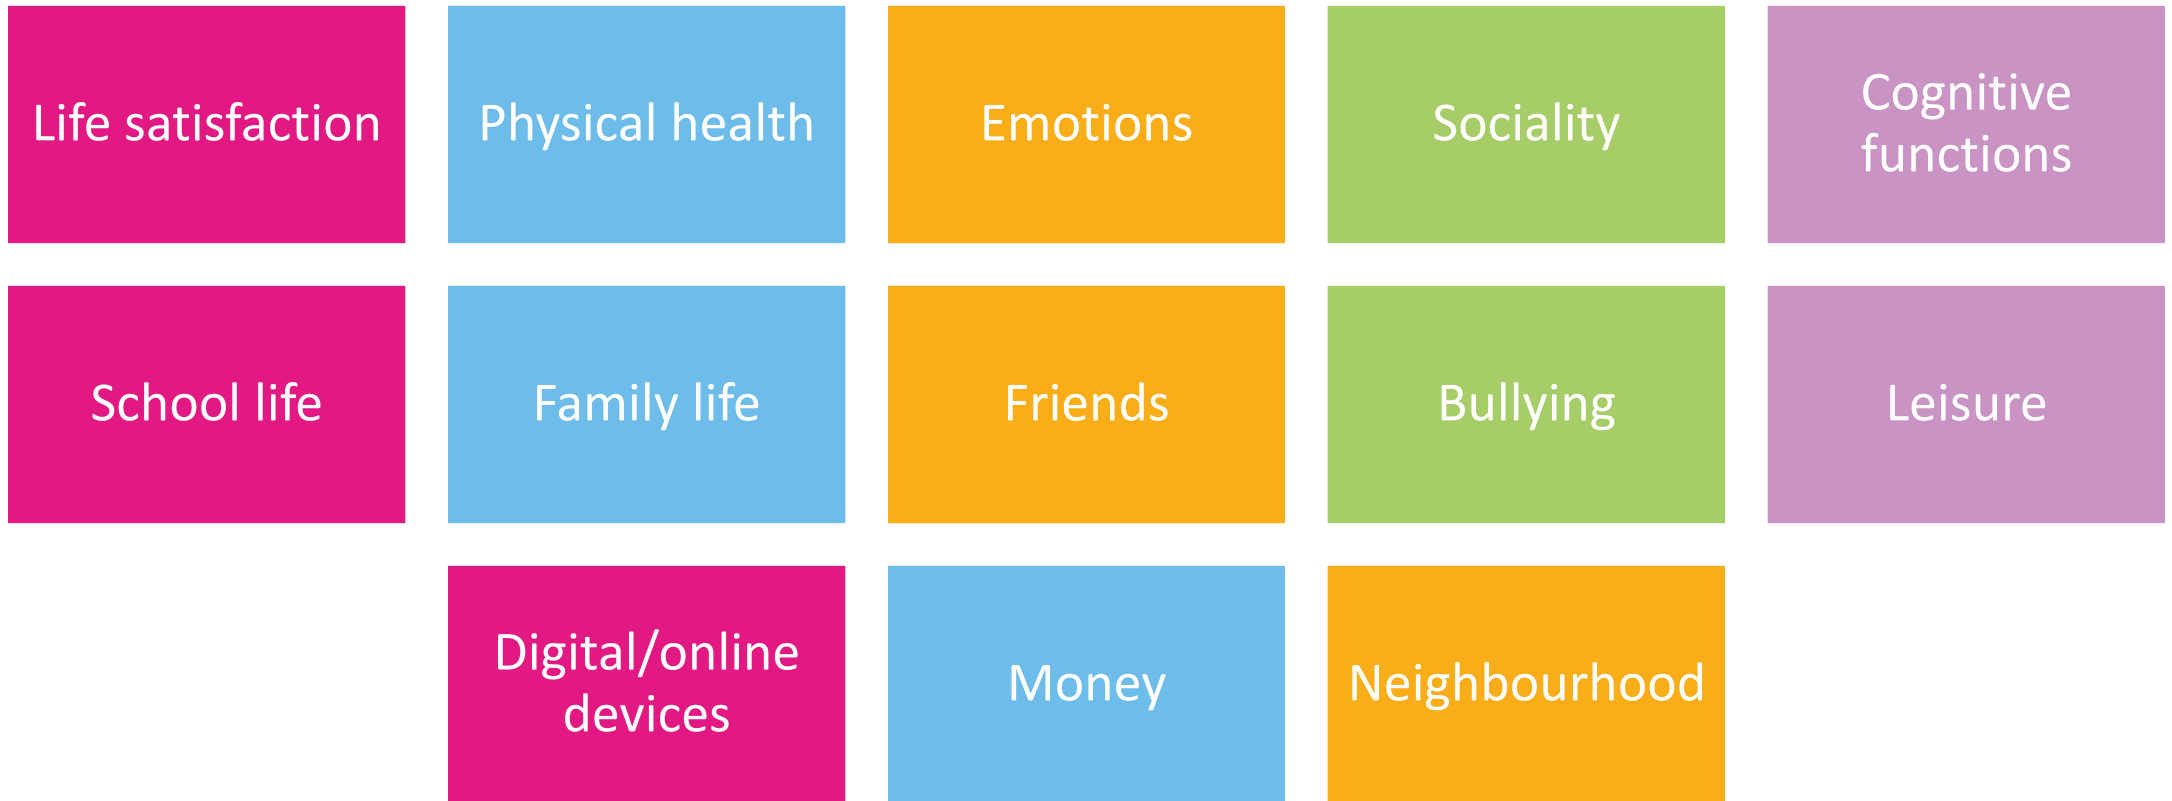 Life satisfaction
Physical health
Emotions
Sociality
Cognitive
functions
School life
Family life
Friends
Bullying
Leisure
Digital/online
devices
Money
Neighbourhood